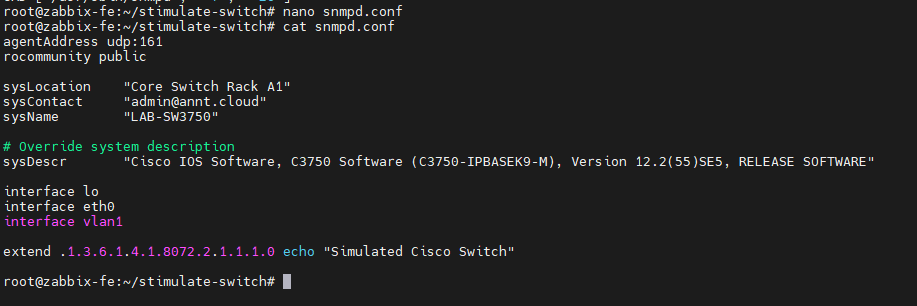 root@zabbix-fe:~/stimulate-switch# nano snmpd.conf
root@zabbix-fe:~/stimulate-switch# cat snmpd.conf
agentAddress udp:161
rocommunity public
sysLocation "Core Switch Rack A1"
sysContact "admin@annt.cloud"
sysName "LAB-SW3750"
# Override system description
sysDescr "Cisco IOS Software, C3750 Software (C3750-IPBASEK9-M), Version 12.2(55)SE5, RELEASE SOFTWARE"
interface lo
interface eth0
interface vlan1
extend .1.3.6.1.4.1.8072.2.1.1.1.0 echo "Simulated Cisco Switch"
root@zabbix-fe:~/stimulate-switch#